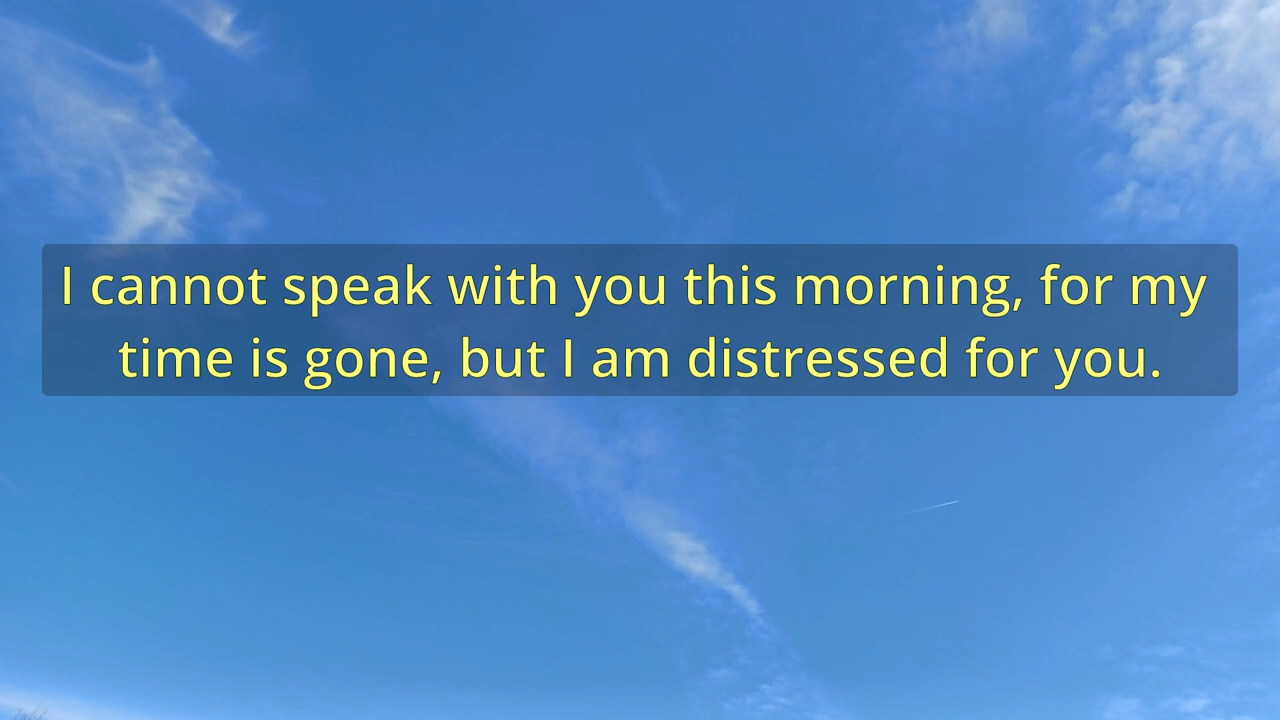 I cannot speak with you this morning, for my
time is gone, but I am distressed for you.